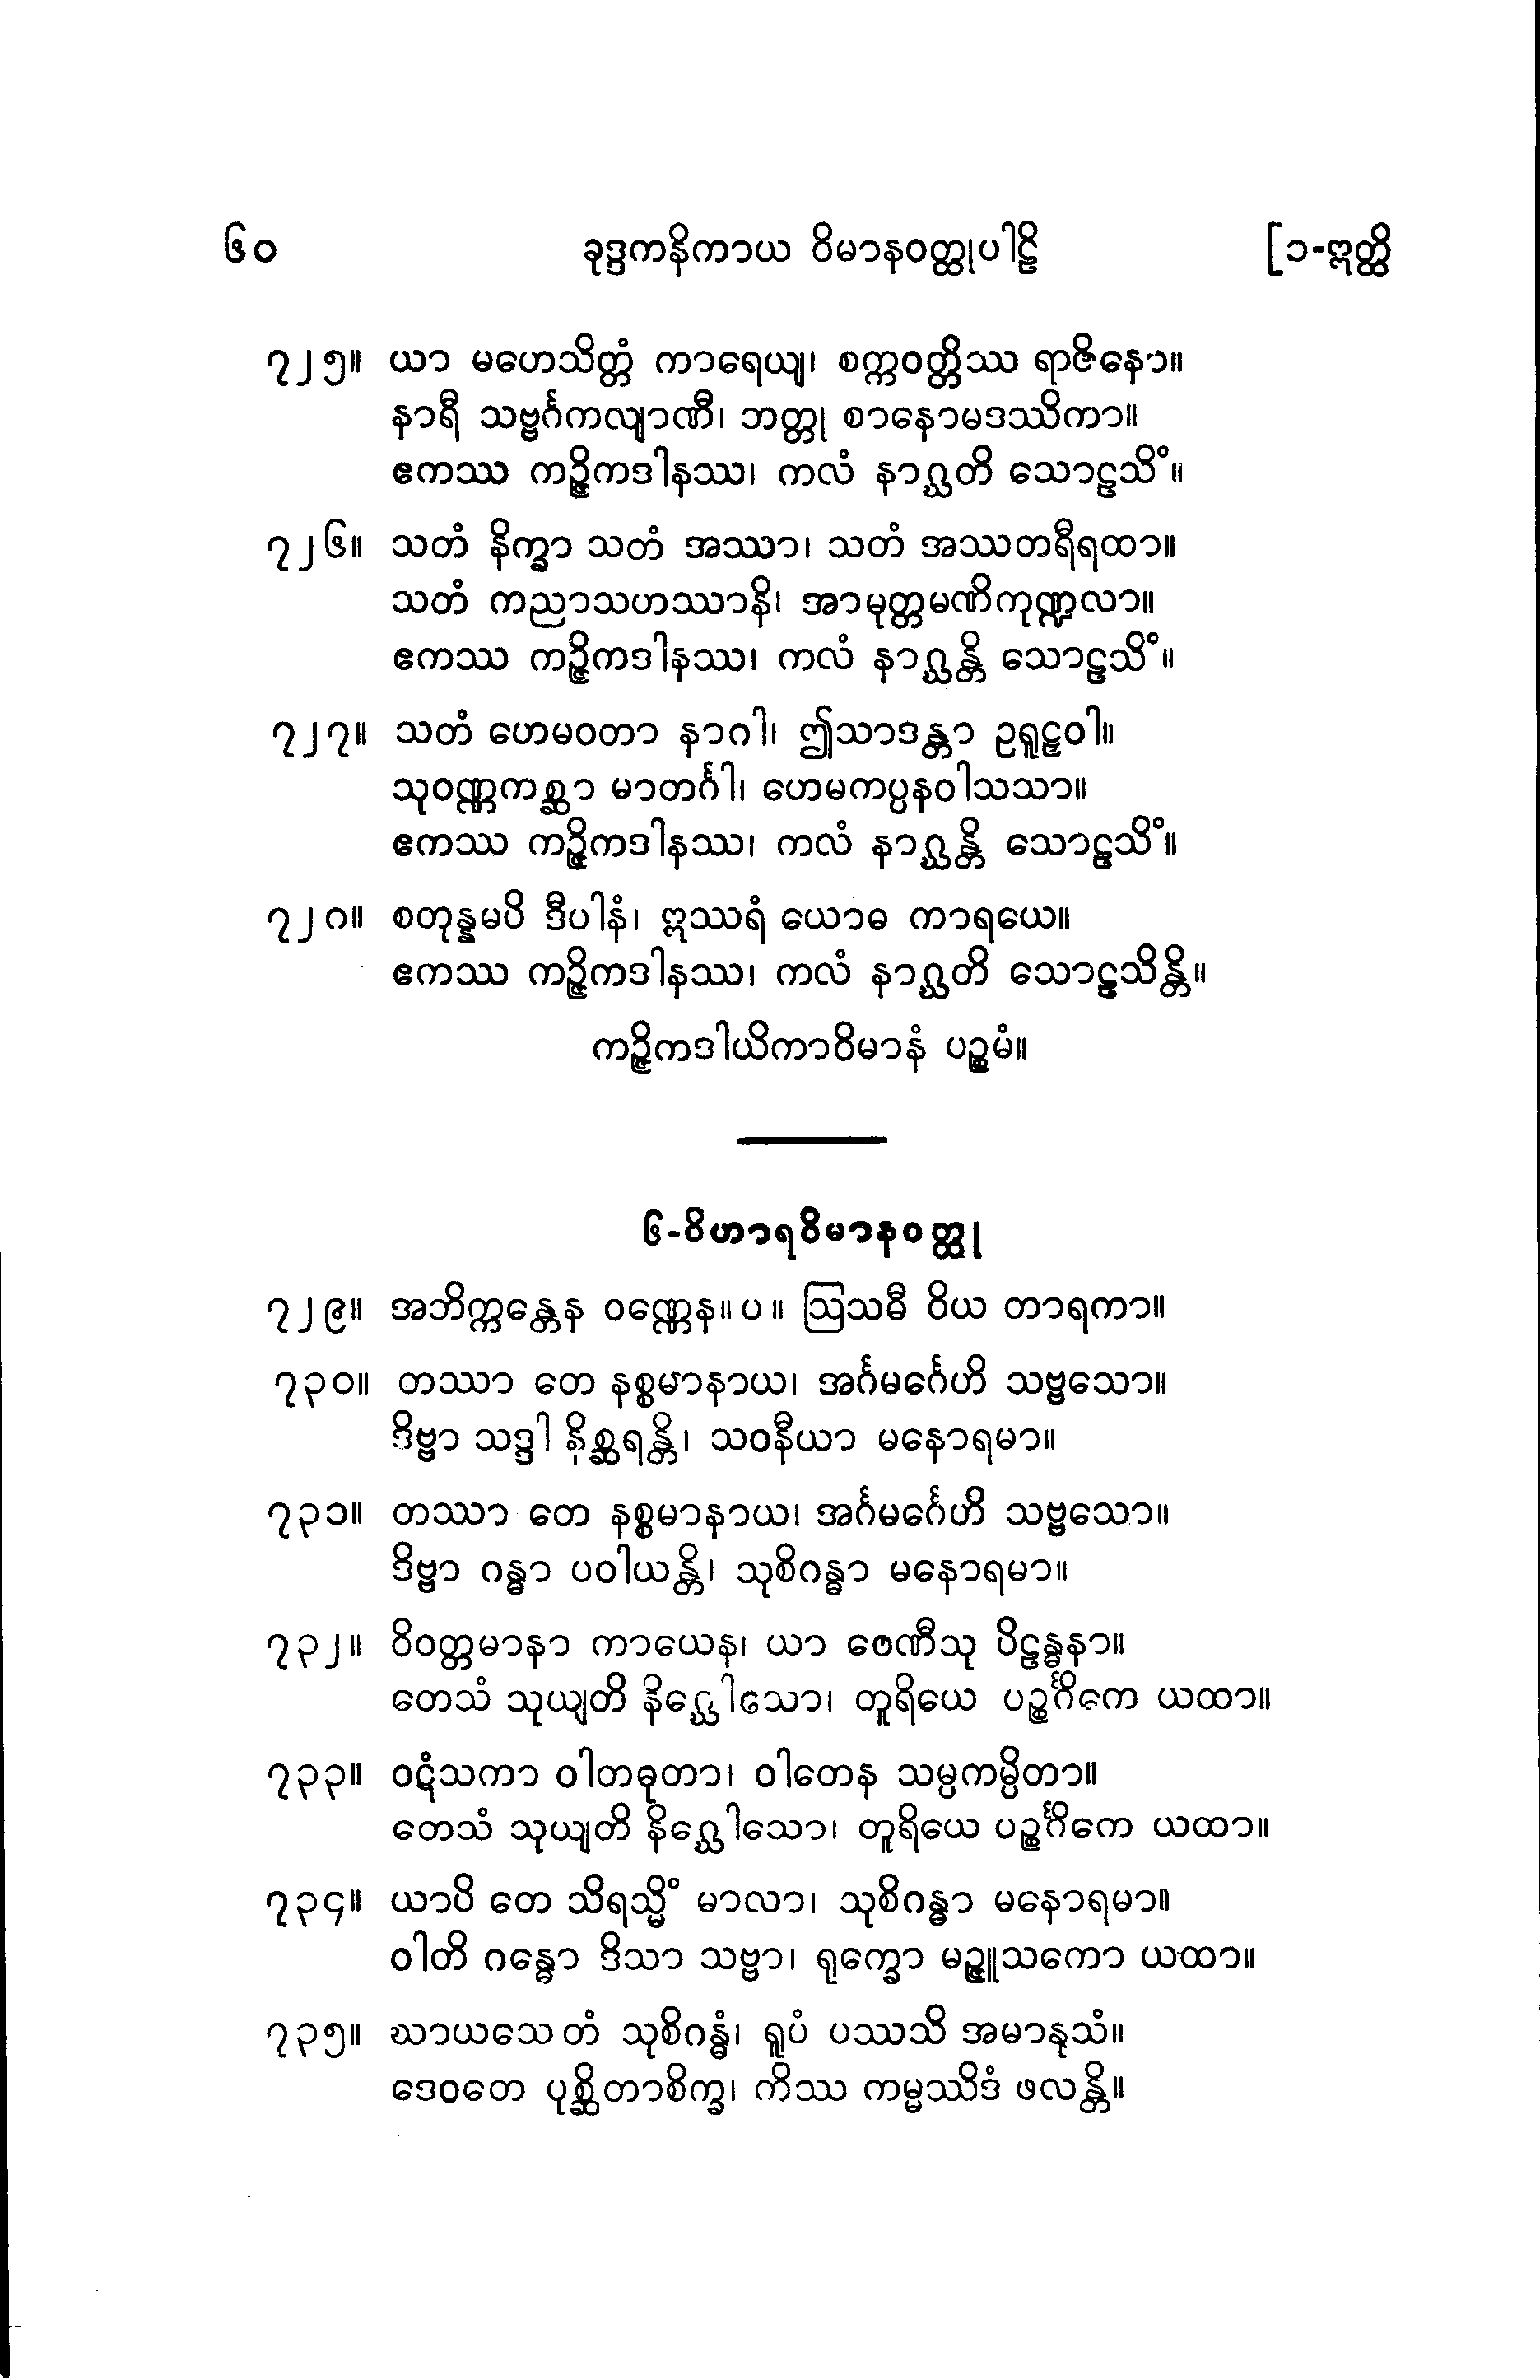 ၆၀ ခုဒ္ဒကနိကာယ ဝိမာနဝတ္ထုပါဠိ [၁-ဣတ္ထိ
၇၂၅။ ယာ မဟေသိတ္တံ ကာရေယျ၊ စက္ကဝတ္တိဿ ရာဇိနော။
နာရီ သဗ္ဗင်္ဂကလျာဏီ၊ ဘတ္တု စာနောမဒဿိကာ။
ဧကဿ ကဉ္ဇိကဒါနဿ၊ ကလံ နာဂ္ဃတိ သောဠသိံ။
၇၂၆။ သတံ နိက္ခာ သတံ အဿာ၊ သတံ အဿတရီရထာ။
သတံ ကညာသဟဿာနိ၊ အာမုတ္တမဏိကုဏ္ဍလာ။
ဧကဿ ကဉ္ဇိကဒါနဿ၊ ကလံ နာဂ္ဃန္တိ သောဠသိံ။
၇၂၇။ သတံ ဟေမဝတာ နာဂါ၊ ဤသာဒန္တာ ဥရူဠှဝါ။
သုဝဏ္ဏကစ္ဆာ မာတင်္ဂါ၊ ဟေမကပ္ပနဝါသသာ။
ဧကဿ ကဉ္ဇိကဒါနဿ၊ ကလံ နာဂ္ဃန္တိ သောဠသိံ။
၇၂၈။ စတုန္နမပိ ဒီပါနံ၊ ဣဿရံ ယောဓ ကာရယေ။
ဧကဿ ကဉ္ဇိကဒါနဿ၊ ကလံ နာဂ္ဃတိ သောဠသိန္တိ။
ကဉ္ဇိကဒါယိကာဝိမာနံ ပဉ္စမံ။
၆-ဝိဟာရဝိမာနဝတ္ထု
၇၂၉။ အဘိက္ကန္တေန ဝဏ္ဏေန။ပ။ ဩသဓီ ဝိယ တာရကာ။
၇၃၀။ တဿာ တေ နစ္စမာနာယ၊ အင်္ဂမင်္ဂေဟိ သဗ္ဗသော။
ဒိဗ္ဗာ သဒ္ဒါ နိစ္ဆရန္တိ၊ သဝနီယာ မနောရမာ။
၇၃၁။ တဿာ တေ နစ္စမာနာယ၊ အင်္ဂမင်္ဂေဟိ သဗ္ဗသော။
ဒိဗ္ဗာ ဂန္ဓာ ပဝါယန္တိ၊ သုစိဂန္ဓာ မနောရမာ။
၇၃၂။ ဝိဝတ္တမာနာ ကာယေန၊ ယာ ဝေဏီသု ပိဠန္ဓနာ။
တေသံ သုယျတိ နိဂ္ဃေါသော၊ တူရိယေ ပဉ္စင်္ဂိကေ ယထာ။
၇၃၃။ ဝဋံသကာ ဝါတဓုတာ၊ ဝါတေန သမ္ပကမ္ပိတာ။
တေသံ သုယျတိ နိဂ္ဃေါသော၊ တူရိယေ ပဉ္စင်္ဂိကေ ယထာ။
၇၃၄။ ယာပိ တေ သိရသ္မိံ မာလာ၊ သုစိဂန္ဓာ မနောရမာ။
ဝါတိ ဂန္ဓော ဒိသာ သဗ္ဗာ၊ ရုက္ခော မဉ္ဇူသကော ယထာ။
၇၃၅။ ဃာယသေ တံ သုစိဂန္ဓံ၊ ရူပံ ပဿသိ အမာနုသံ။
ဒေဝတေ ပုစ္ဆိတာစိက္ခ၊ ကိဿ ကမ္မဿိဒံ ဖလန္တိ။